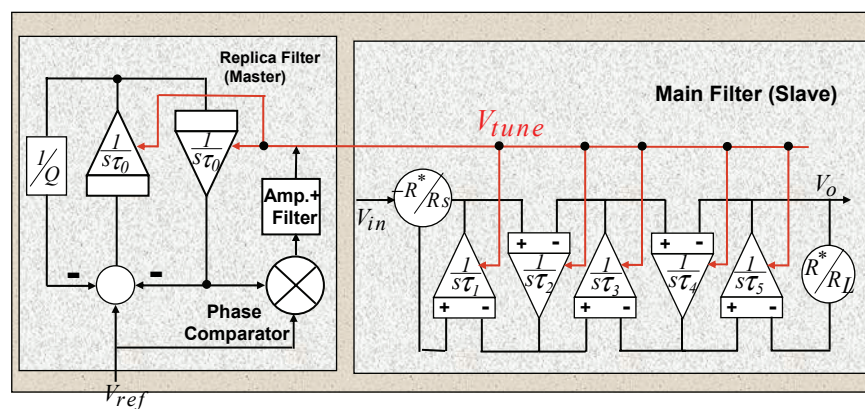 Replica Filter
(Master)
1/Q
1/sτ0
1/sτ0
Amp.+
Filter
-
-
Phase
Comparator
Vref
Main Filter (Slave)
Vtune
Vin
-R*/Rs
Vo
+ -
+ -
1/sτ1
1/sτ2
1/sτ3
1/sτ4
1/sτ5
R*/RL
+ -
+ -
+ -